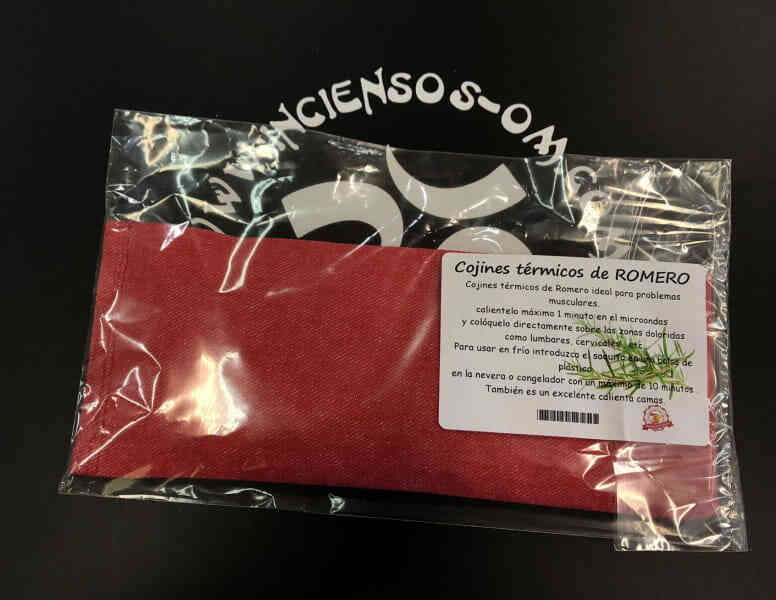 WWW.INCIENSOS-OM.CO
Cojines térmicos de ROMERO
Cojines térmicos de Romero ideal para problemas
musculares.
calientelo máximo 1 minuto en el microondas
y colóquelo directamente sobre las zonas doloridas
como lumbares, cervicales, etc
Para usar en frío introduzca el saquito en una bolsa de
plástico
en la nevera o congelador con un máximo de 10 minutos
También es un excelente calienta camas